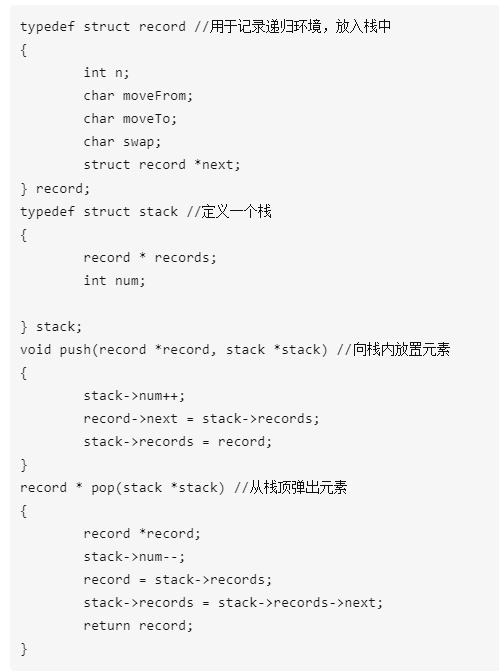 typedef struct record //用于记录递归环境，放入栈中
{
        int n;
        char moveFrom;
        char moveTo;
        char swap;
        struct record *next;
} record;
typedef struct stack //定义一个栈
{
        record * records;
        int num;

} stack;
void push(record *record, stack *stack) //向栈内放置元素
{
        stack->num++;
        record->next = stack->records;
        stack->records = record;
}
record * pop(stack *stack) //从栈顶弹出元素
{
        record *record;
        stack->num--;
        record = stack->records;
        stack->records = stack->records->next;
        return record;
}